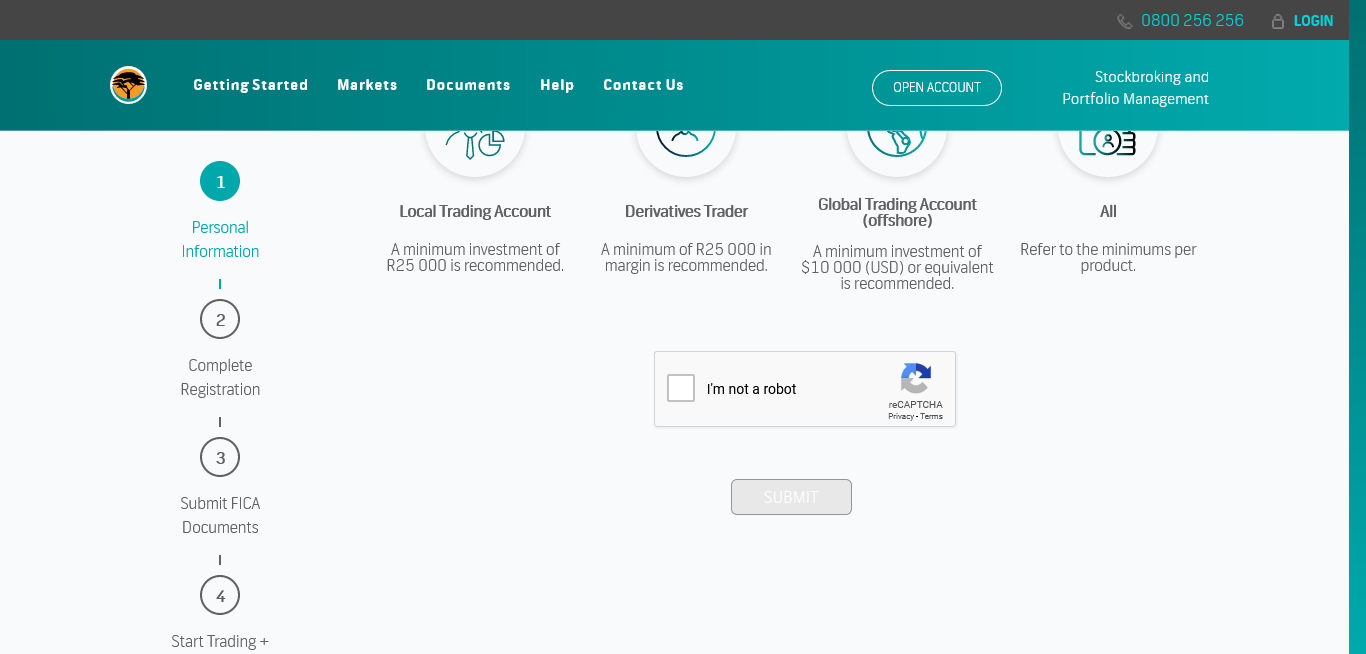 0800 256 256
LOGIN
Getting Started
Markets
Documents
Help
Contact Us
OPEN ACCOUNT
Stockbroking and
Portfolio Management
1
Personal
Information
2
Complete
Registration
3
Submit FICA
Documents
4
Start Trading +
Local Trading Account
A minimum investment of
R25 000 is recommended.
Derivatives Trader
A minimum of R25 000 in
margin is recommended.
Global Trading Account
(offshore)
A minimum investment of
$10 000 (USD) or equivalent
is recommended.
All
Refer to the minimums per
product.
I'm not a robot
reCAPTCHA
Privacy - Terms
SUBMIT